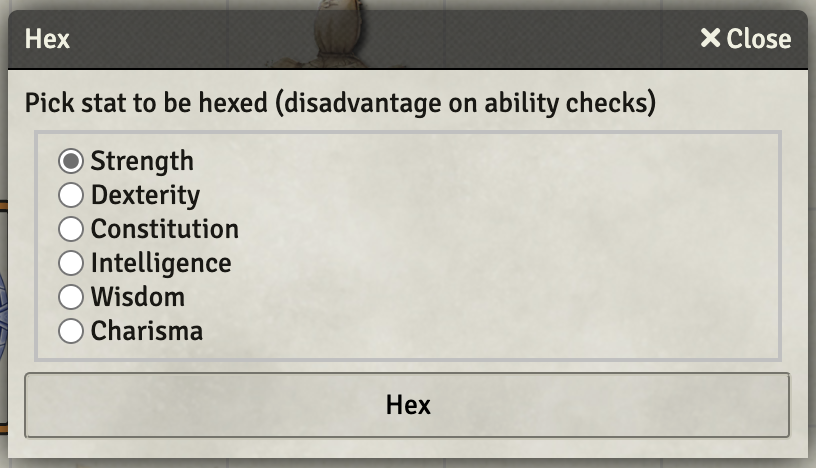 Hex
Close
Pick stat to be hexed (disadvantage on ability checks)
Strength
Dexterity
Constitution
Intelligence
Wisdom
Charisma
Hex